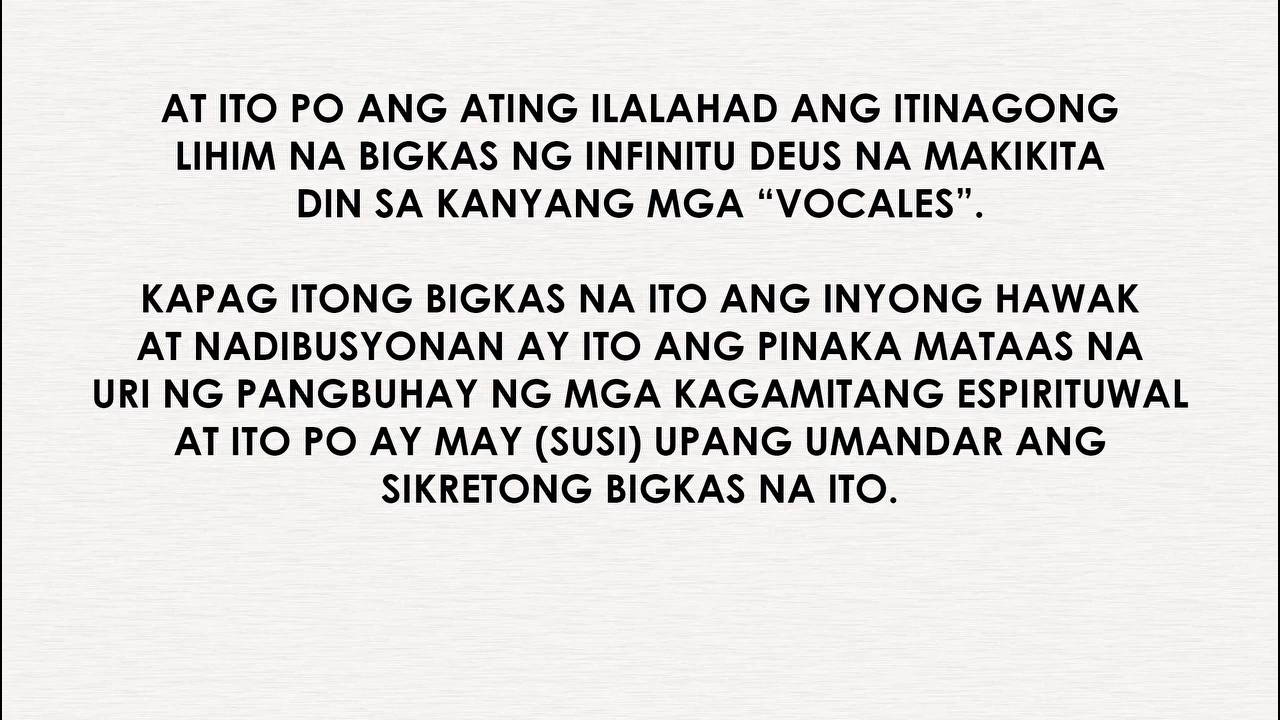 AT ITO PO ANG ATING ILALAHAD ANG ITINAGONG
LIHIM NA BIGKAS NG INFINITU DEUS NA MAKIKITA
DIN SA KANYANG MGA “VOCALES”.
KAPAG ITONG BIGKAS NA ITO ANG INYONG HAWAK
AT NADIBUSYONAN AY ITO ANG PINAKA MATAAS NA
URI NG PANGBUHAY NG MGA KAGAMITANG ESPIRITUWAL
AT ITO PO AY MAY (SUSI) UPANG UMANDAR ANG
SIKRETONG BIGKAS NA ITO.